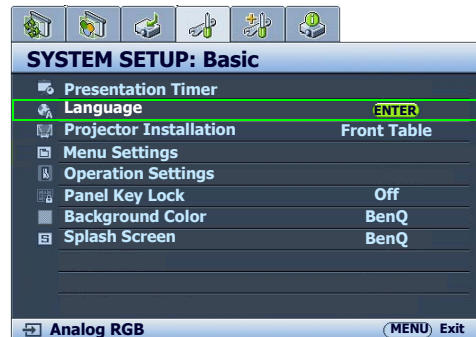 SYSTEM SETUP: Basic
Presentation Timer
Language ENTER
Projector Installation Front Table
Menu Settings
Operation Settings
Panel Key Lock Off
Background Color BenQ
Splash Screen BenQ
Analog RGB MENU Exit